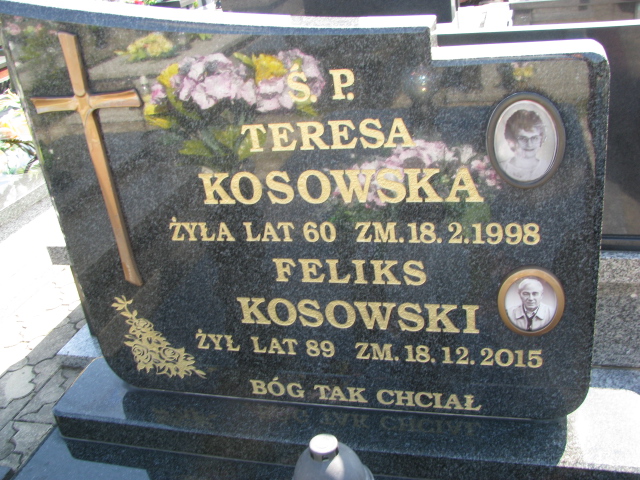 Ś. P.
TERESA
KOSOWSKA
ŻYŁA LAT 60 ZM. 18. 2. 1998
FELIKS
KOSOWSKI
ŻYŁ LAT 89 ZM. 18. 12. 2015
BÓG TAK CHCIAŁ